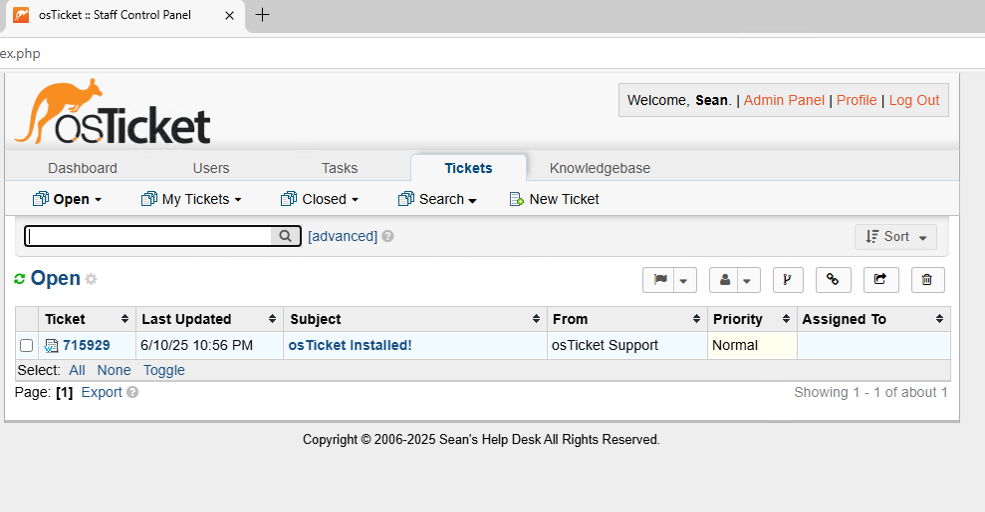 osTicket :: Staff Control Panel
ex.php
osTicket
Welcome, Sean. | Admin Panel | Profile | Log Out
Dashboard Users Tasks Tickets Knowledgebase
Open My Tickets Closed Search New Ticket
[advanced] ? Sort
Open
Ticket Last Updated Subject From Priority Assigned To
715929 6/10/25 10:56 PM osTicket Installed! osTicket Support Normal
Select: All None Toggle
Page: [1] Export ? Showing 1 - 1 of about 1
Copyright © 2006-2025 Sean's Help Desk All Rights Reserved.